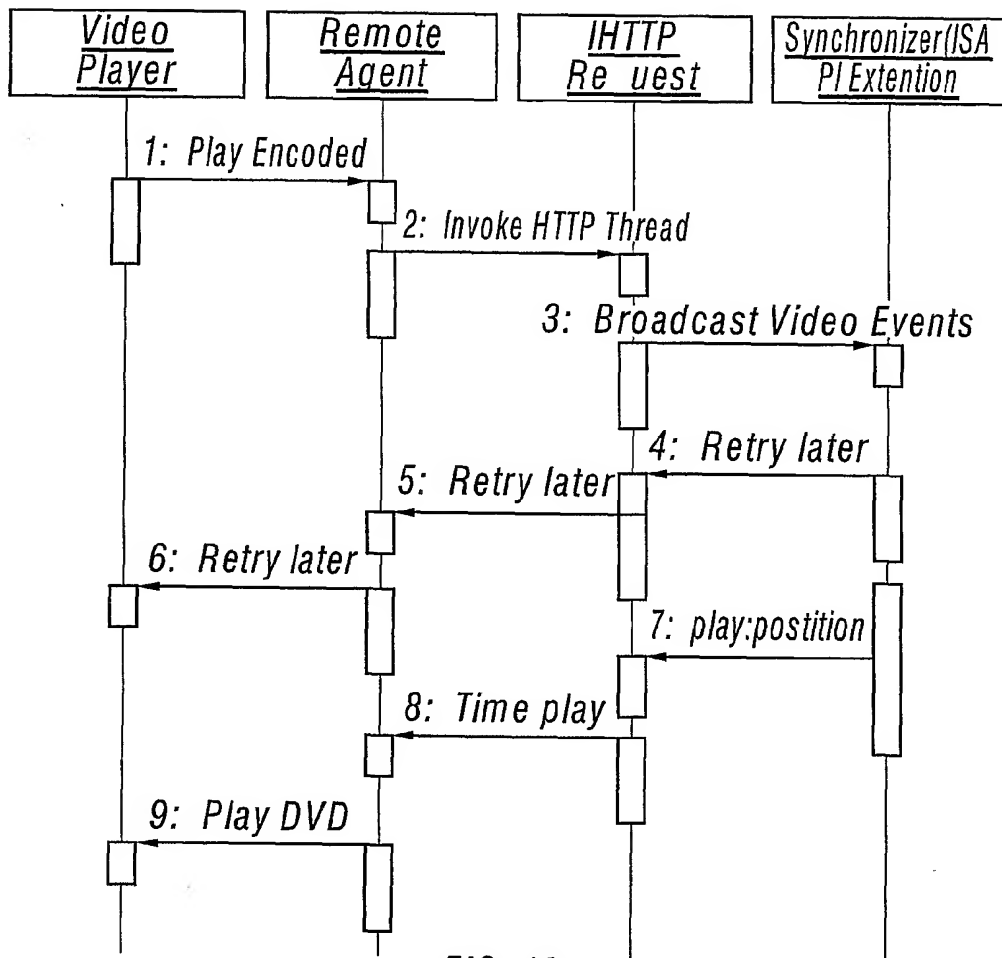 Video
Player
Remote
Agent
IHTTP
Re uest
Synchronizer(ISA
PI Extention
1: Play Encoded
2: Invoke HTTP Thread
3: Broadcast Video Events
4: Retry later
5: Retry later
6: Retry later
7: play:postition
8: Time play
9: Play DVD